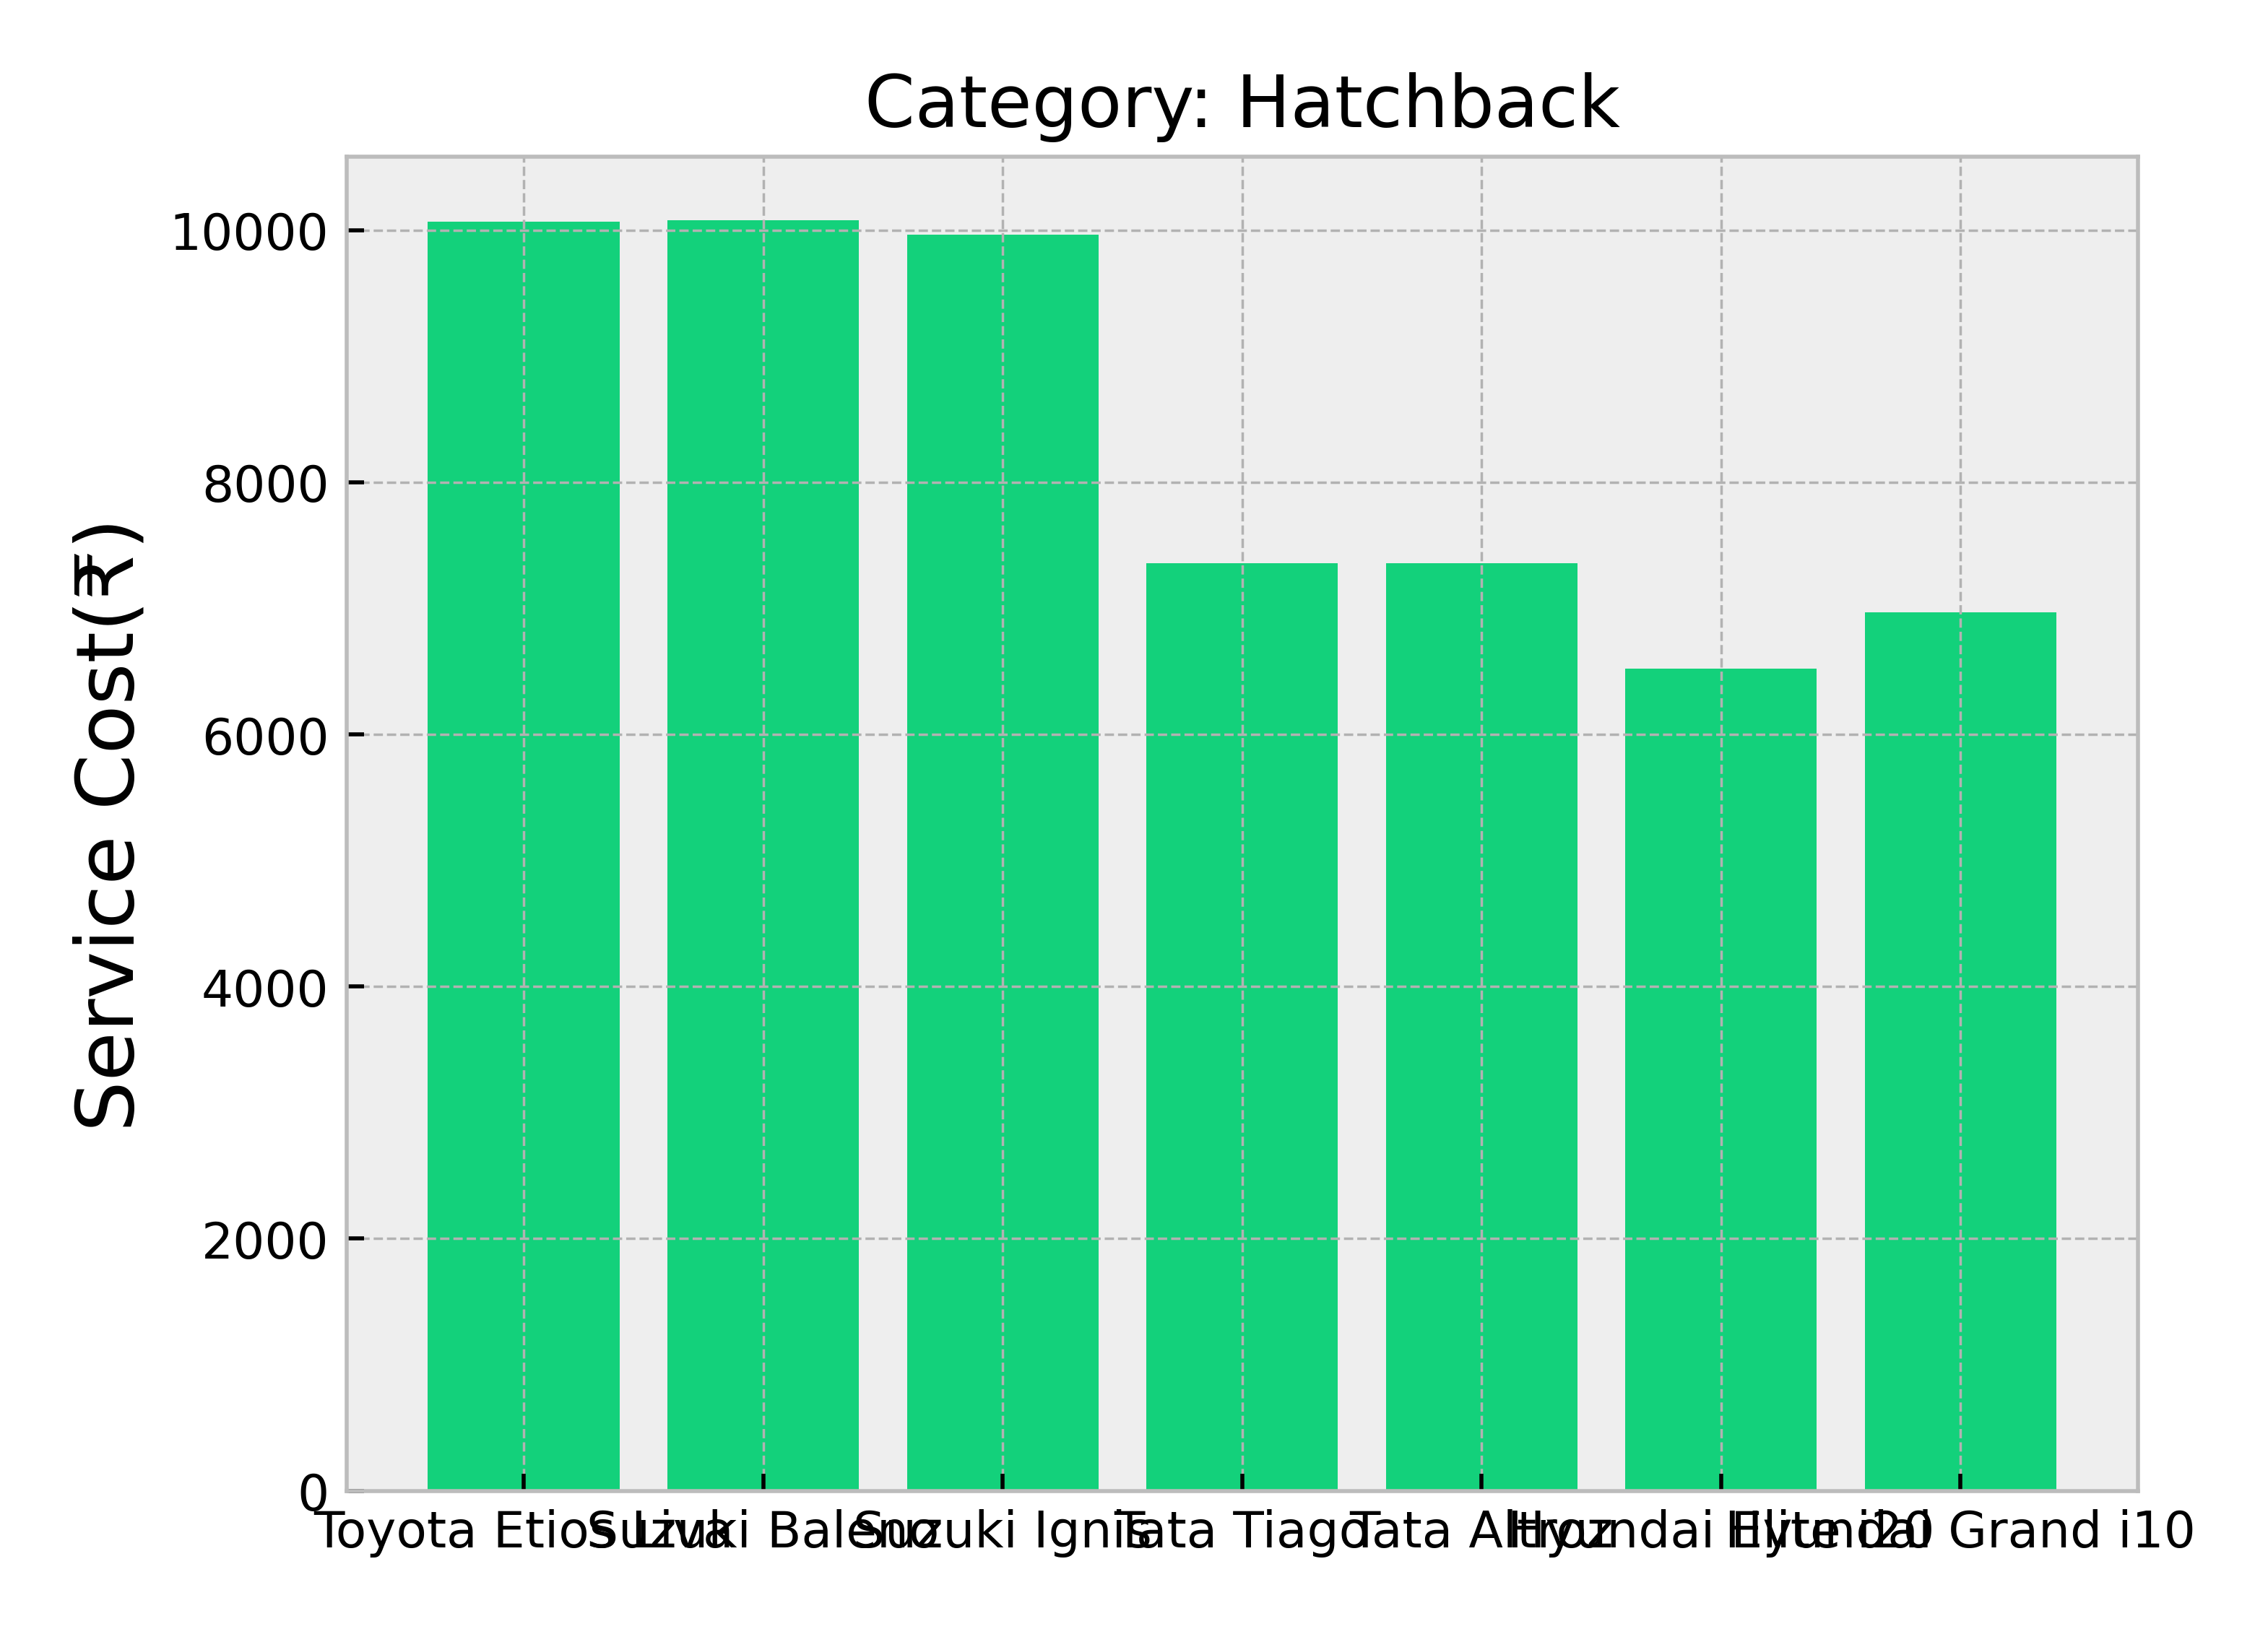 Category: Hatchback
Service Cost(₹)
10000
8000
6000
4000
2000
0
Toyota Etios Liva
Suzuki Baleno
Suzuki Ignis
Tata Tiago
Tata Altroz
Hyundai Elite i20
Hyundai Grand i10